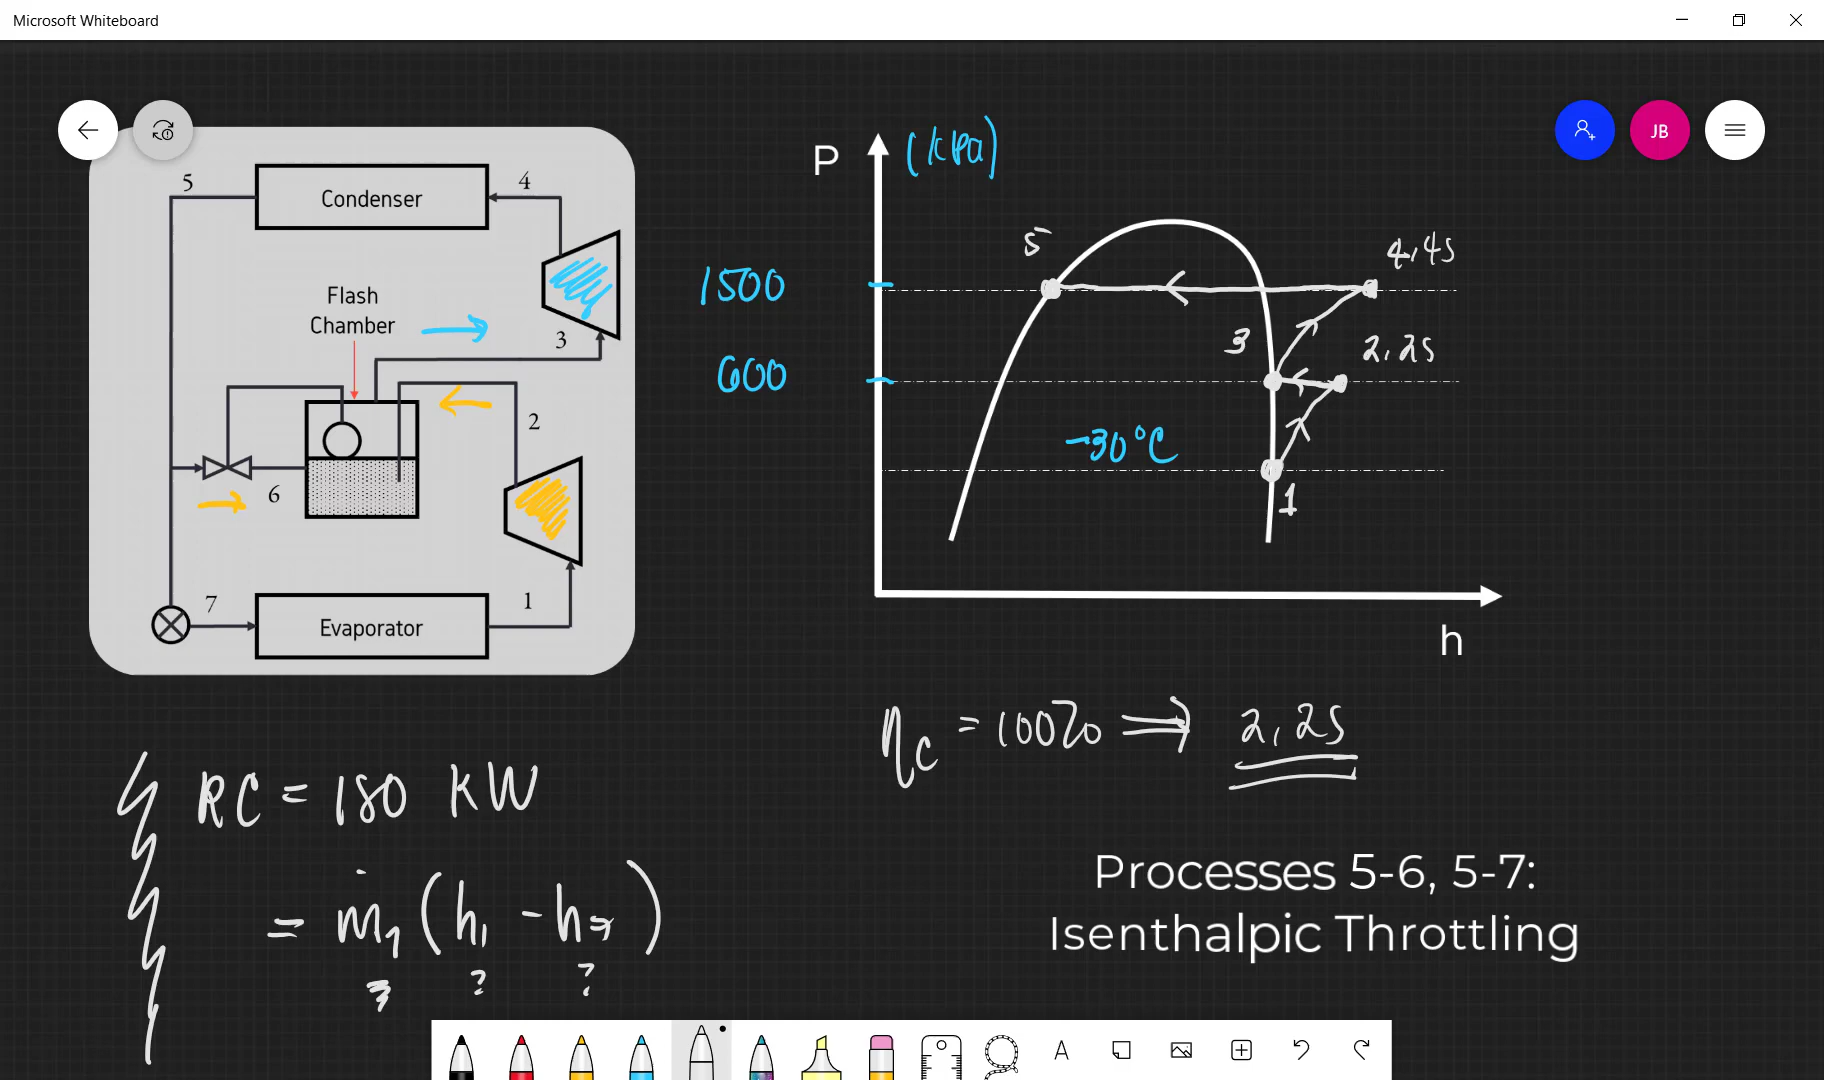 Microsoft Whiteboard
JB
5
Condenser
4
Flash
Chamber
3
2
6
7
Evaporator
1
P
(kPa)
5
4,4s
1500
3
2,2s
600
-30°C
1
h
ηc = 100% ⇒ 2,2s
RC = 180 kW
= ṁ1 (h1 - h7)
? ?
Processes 5-6, 5-7:
Isenthalpic Throttling
A